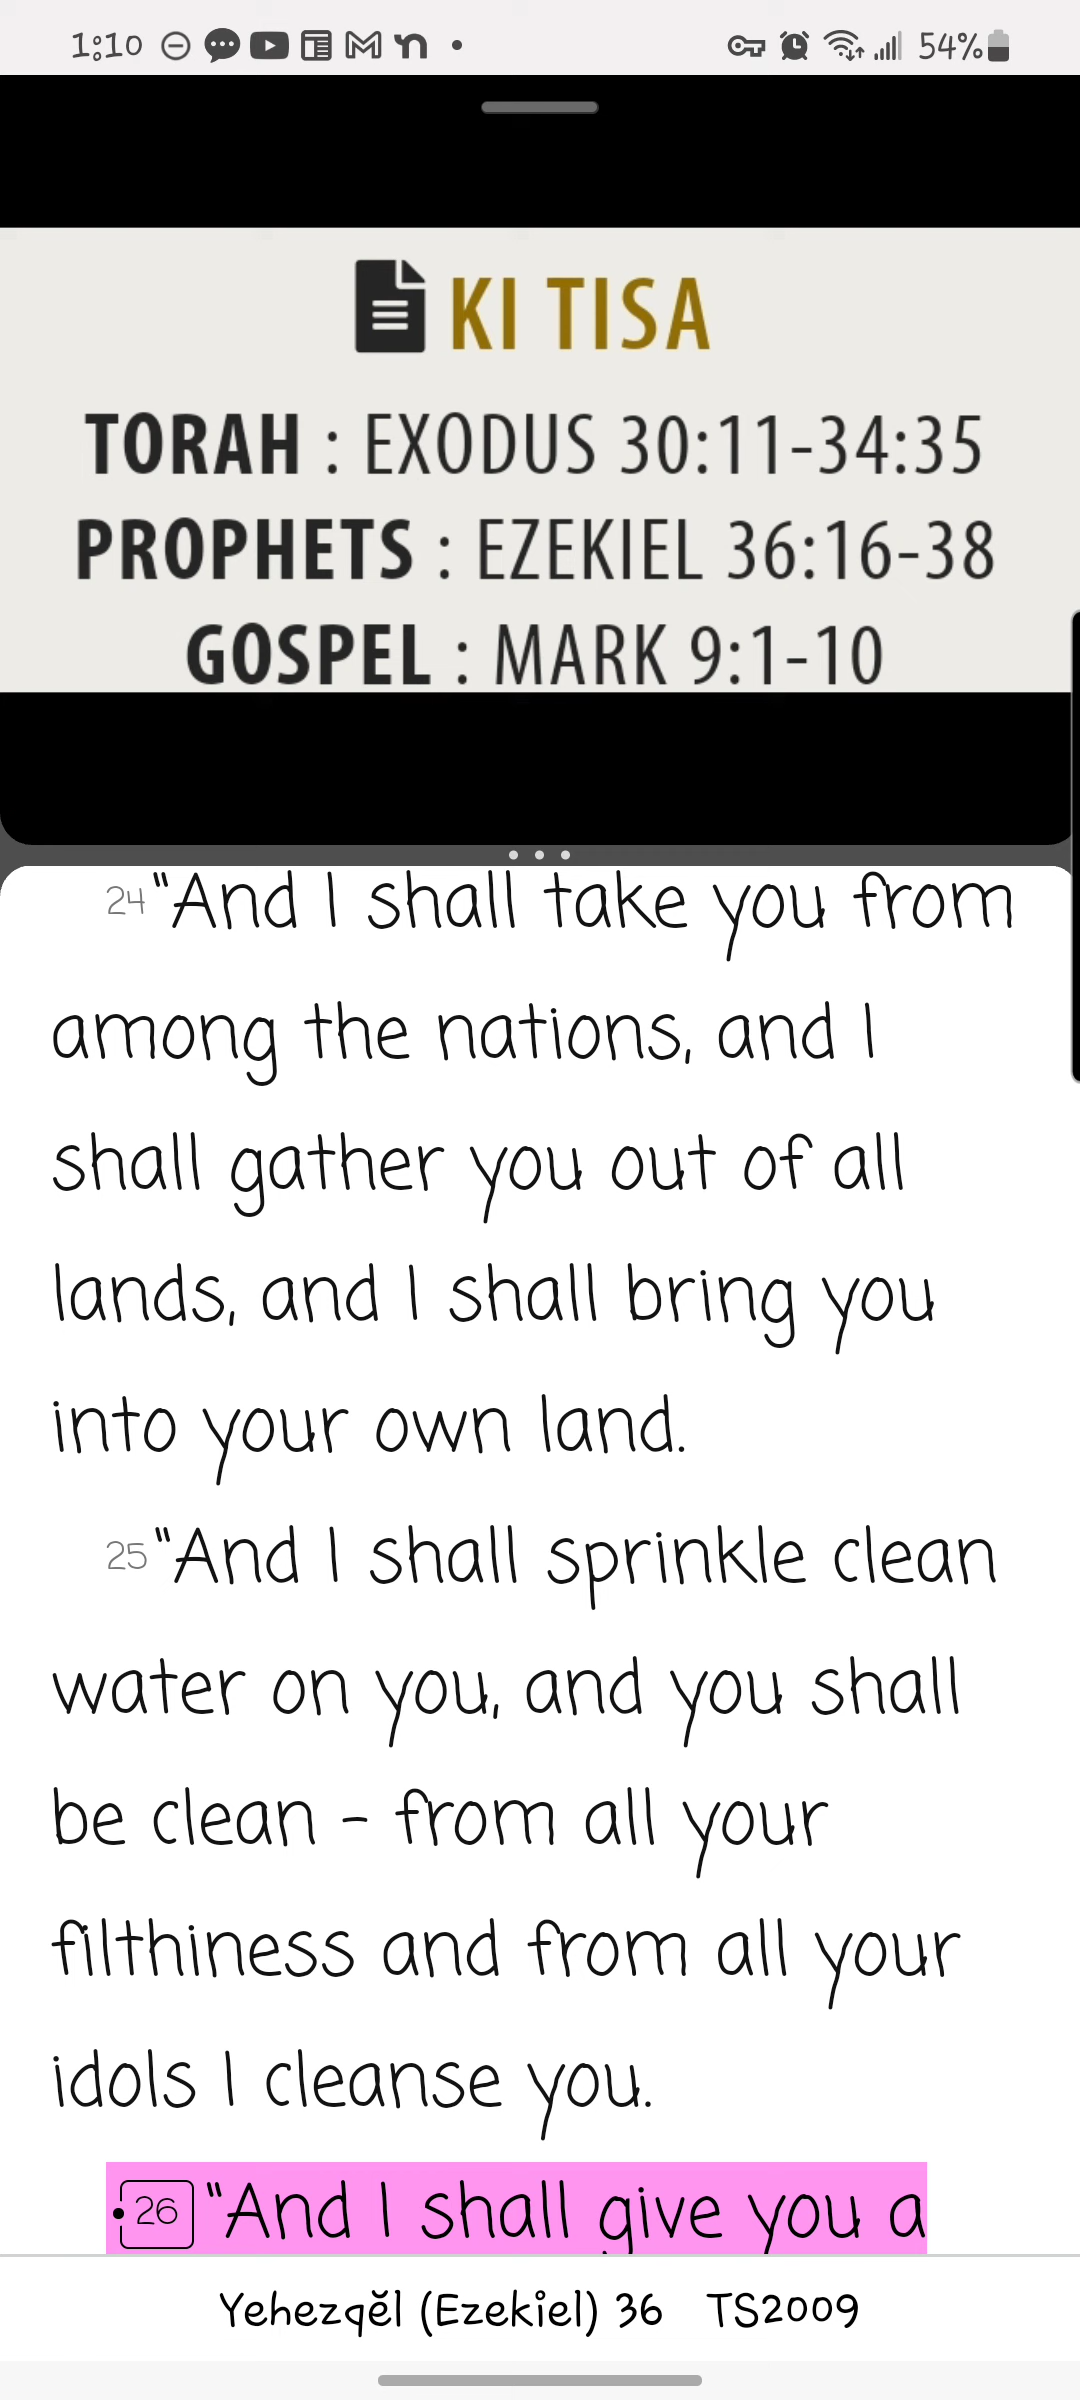 1:10 54%
KI TISA
TORAH : EXODUS 30:11-34:35
PROPHETS : EZEKIEL 36:16-38
GOSPEL : MARK 9:1-10
24 "And I shall take you from
among the nations, and I
shall gather you out of all
lands, and I shall bring you
into your own land.
25 "And I shall sprinkle clean
water on you, and you shall
be clean - from all your
filthiness and from all your
idols I cleanse you.
26 "And I shall give you a
Yehezqĕl (Ezekiel) 36 TS2009